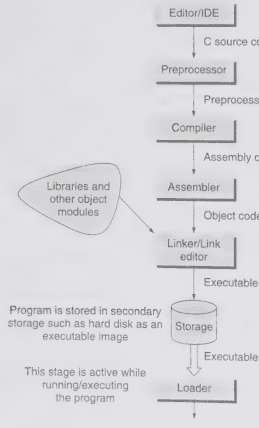 Editor/IDE
C source
Preprocessor
Compiler
Assembly
Libraries and
other object
modules
Assembler
Object code
Linker/Link
editor
Executable
Program is stored in secondary
storage such as hard disk as an
executable image
Storage
Executable
This stage is active while
running/executing
the program
Loader